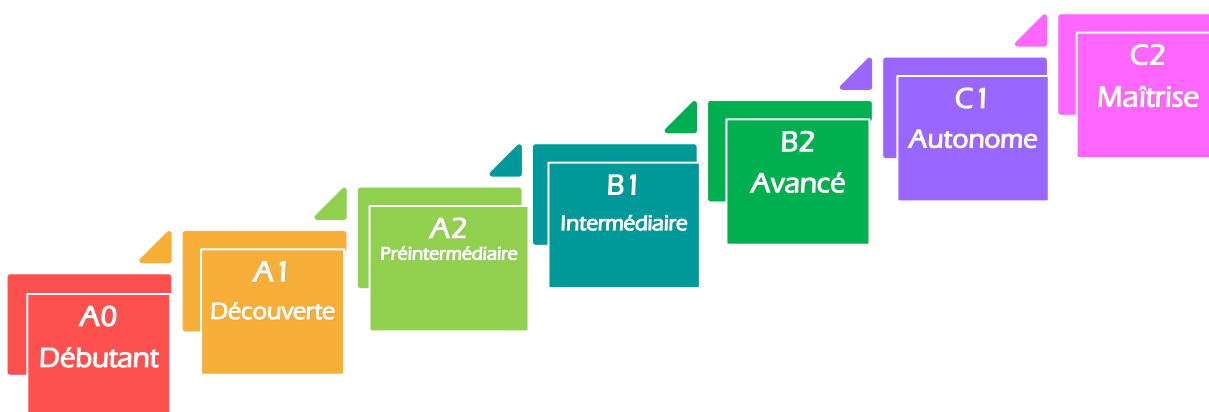 A0
Débutant
A1
Découverte
A2
Préintermédiaire
B1
Intermédiaire
B2
Avancé
C1
Autonome
C2
Maîtrise